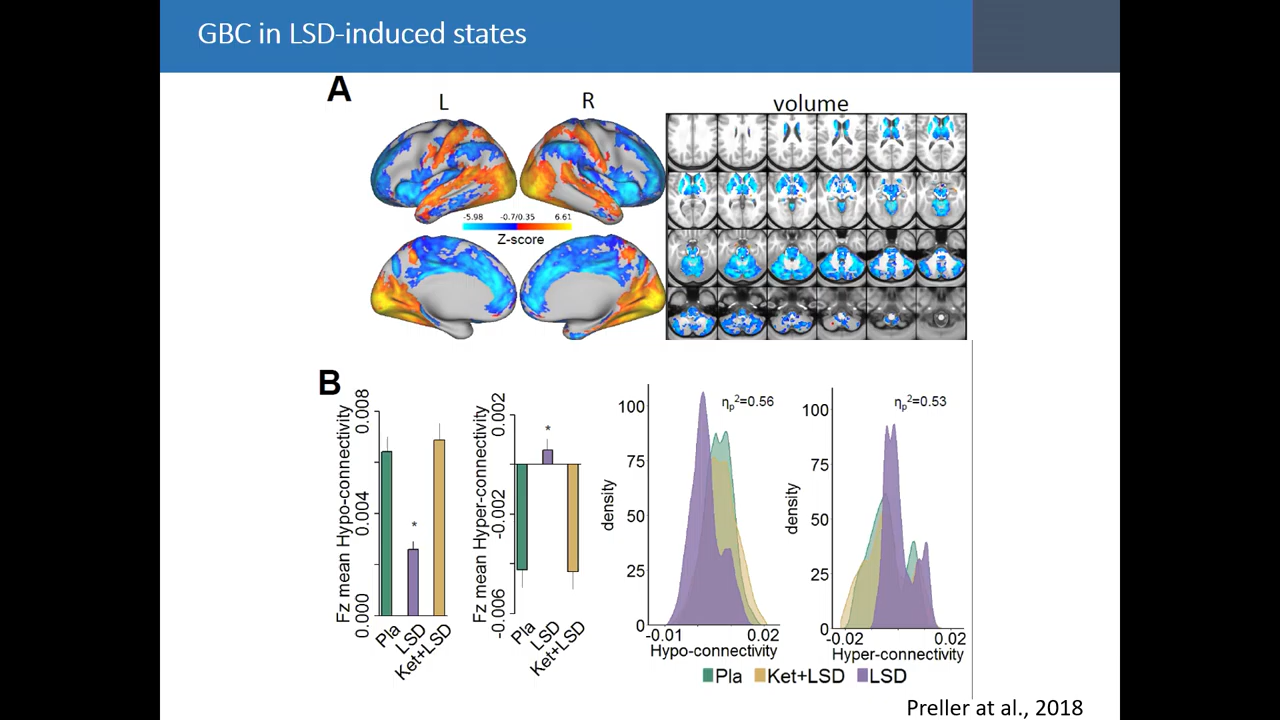 GBC in LSD-induced states
A
L
R
volume
-5.98
-0.7/0.35
6.61
Z-score
B
Fz mean Hypo-connectivity
0.008
0.004
0.000
*
Pla
LSD
Ket+LSD
Fz mean Hyper-connectivity
0.002
-0.002
-0.006
*
Pla
LSD
Ket+LSD
density
100
75
50
25
0
ηp²=0.56
-0.01
0.02
Hypo-connectivity
density
100
75
50
25
0
ηp²=0.53
-0.02
0.02
Hyper-connectivity
Pla
Ket+LSD
LSD
Preller at al., 2018